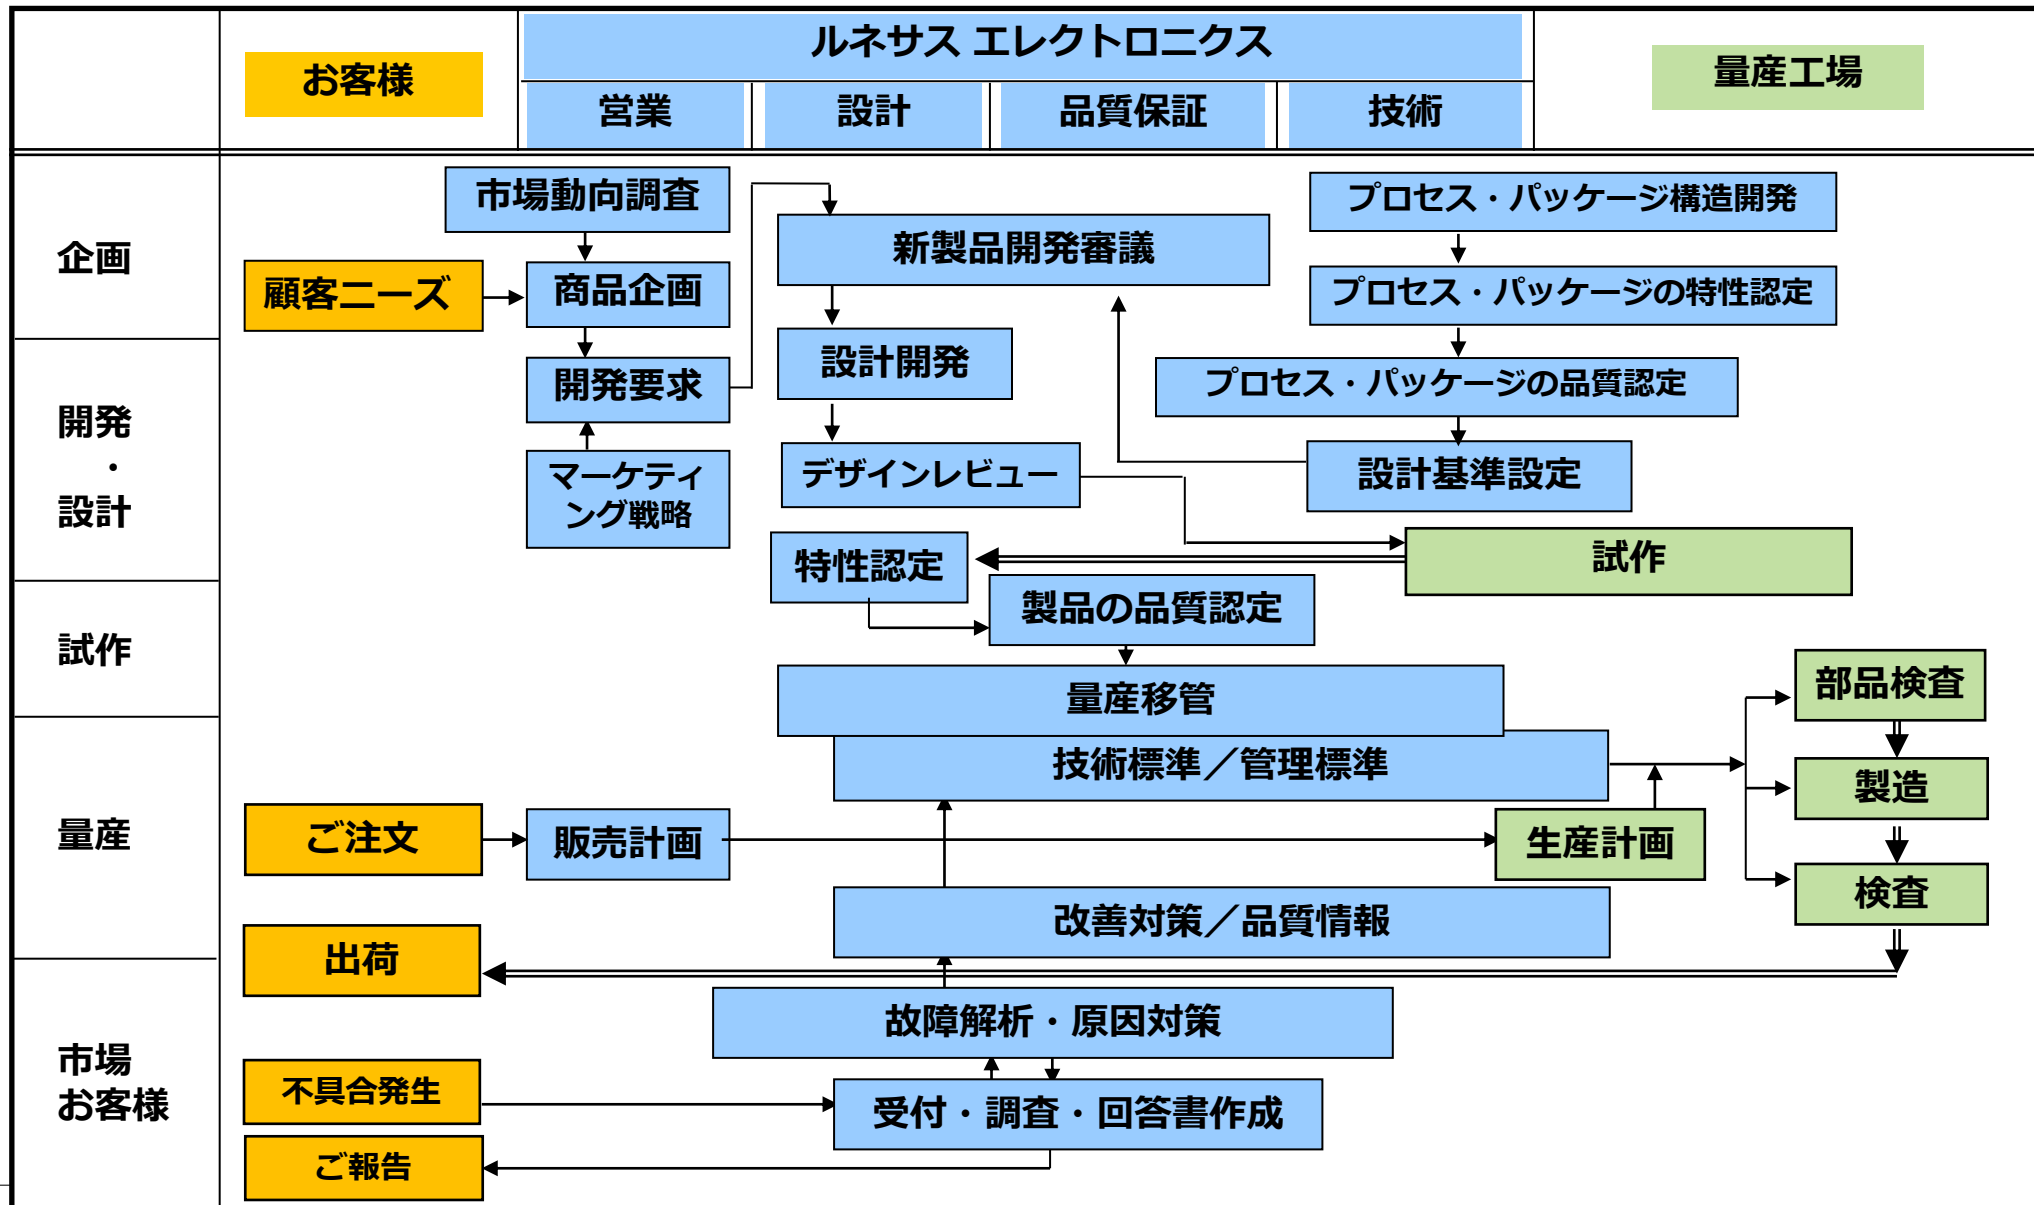 お客様
ルネサス エレクトロニクス
量産工場
営業
設計
品質保証
技術
企画
市場動向調査
プロセス・パッケージ構造開発
新製品開発審議
顧客ニーズ
商品企画
プロセス・パッケージの特性認定
開発
・
設計
開発要求
設計開発
プロセス・パッケージの品質認定
マーケティ
ング戦略
デザインレビュー
設計基準設定
試作
特性認定
製品の品質認定
試作
量産移管
部品検査
量産
技術標準／管理標準
製造
ご注文
販売計画
生産計画
検査
改善対策／品質情報
出荷
市場
お客様
故障解析・原因対策
不具合発生
受付・調査・回答書作成
ご報告